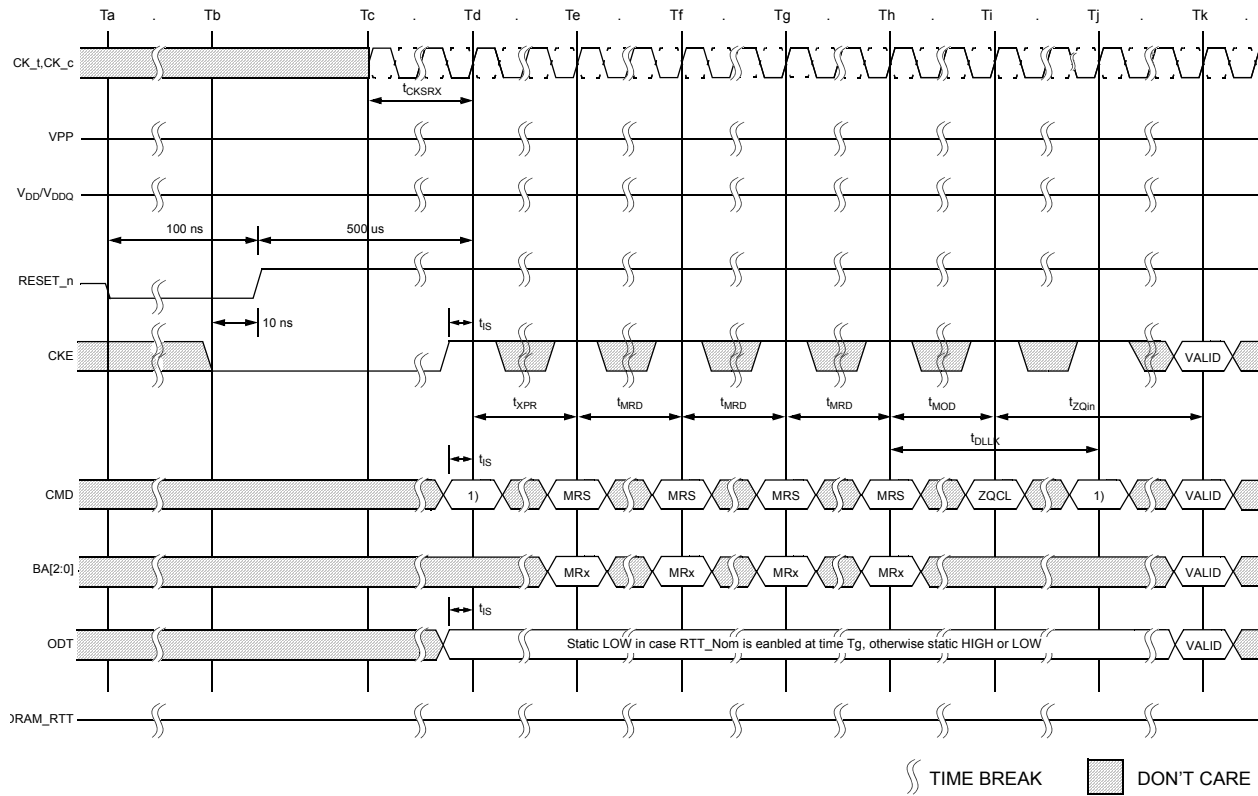 Ta . Tb Tc . Td . Te . Tf . Tg . Th . Ti . Tj . Tk .
CK_t,CK_c
tCKSRX
VPP
VDD/VDDQ
100 ns 500 us
RESET_n
10 ns tIS
CKE VALID
tXPR tMRD tMRD tMRD tMOD tZQin
tDLLK
tIS
CMD 1) MRS MRS MRS MRS ZQCL 1) VALID
BA[2:0] MRx MRx MRx MRx VALID
tIS
ODT Static LOW in case RTT_Nom is eanbled at time Tg, otherwise static HIGH or LOW VALID
RAM_RTT
TIME BREAK DON'T CARE